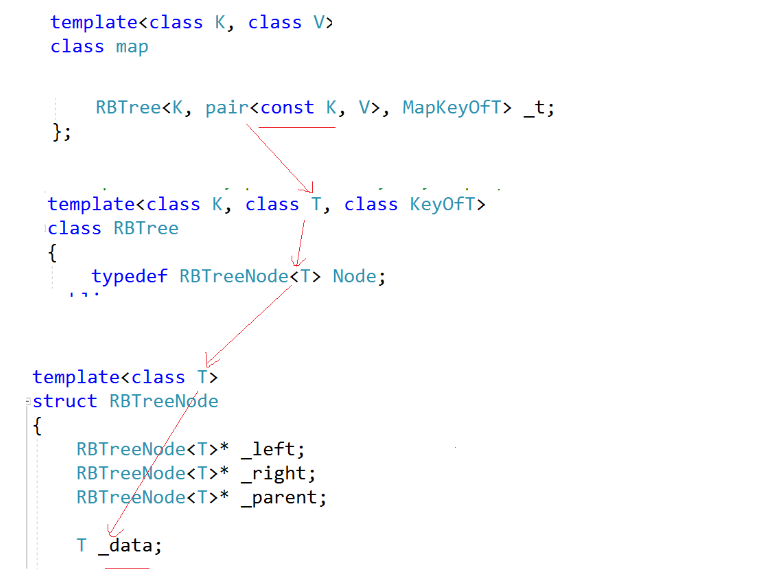 template<class K, class V>
class map
RBTree<K, pair<const K, V>, MapKeyOfT> _t;
};
template<class K, class T, class KeyOfT>
class RBTree
{
typedef RBTreeNode<T> Node;
template<class T>
struct RBTreeNode
{
RBTreeNode<T>* _left;
RBTreeNode<T>* _right;
RBTreeNode<T>* _parent;
T _data;